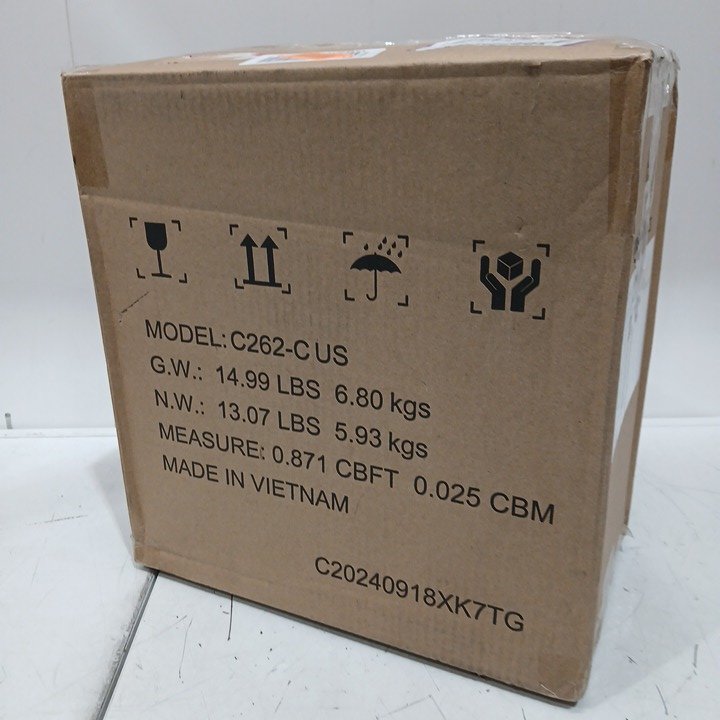 MODEL: C262-C US
G.W.: 14.99 LBS 6.80 kgs
N.W.: 13.07 LBS 5.93 kgs
MEASURE: 0.871 CBFT 0.025 CBM
MADE IN VIETNAM
C20240918XK7TG